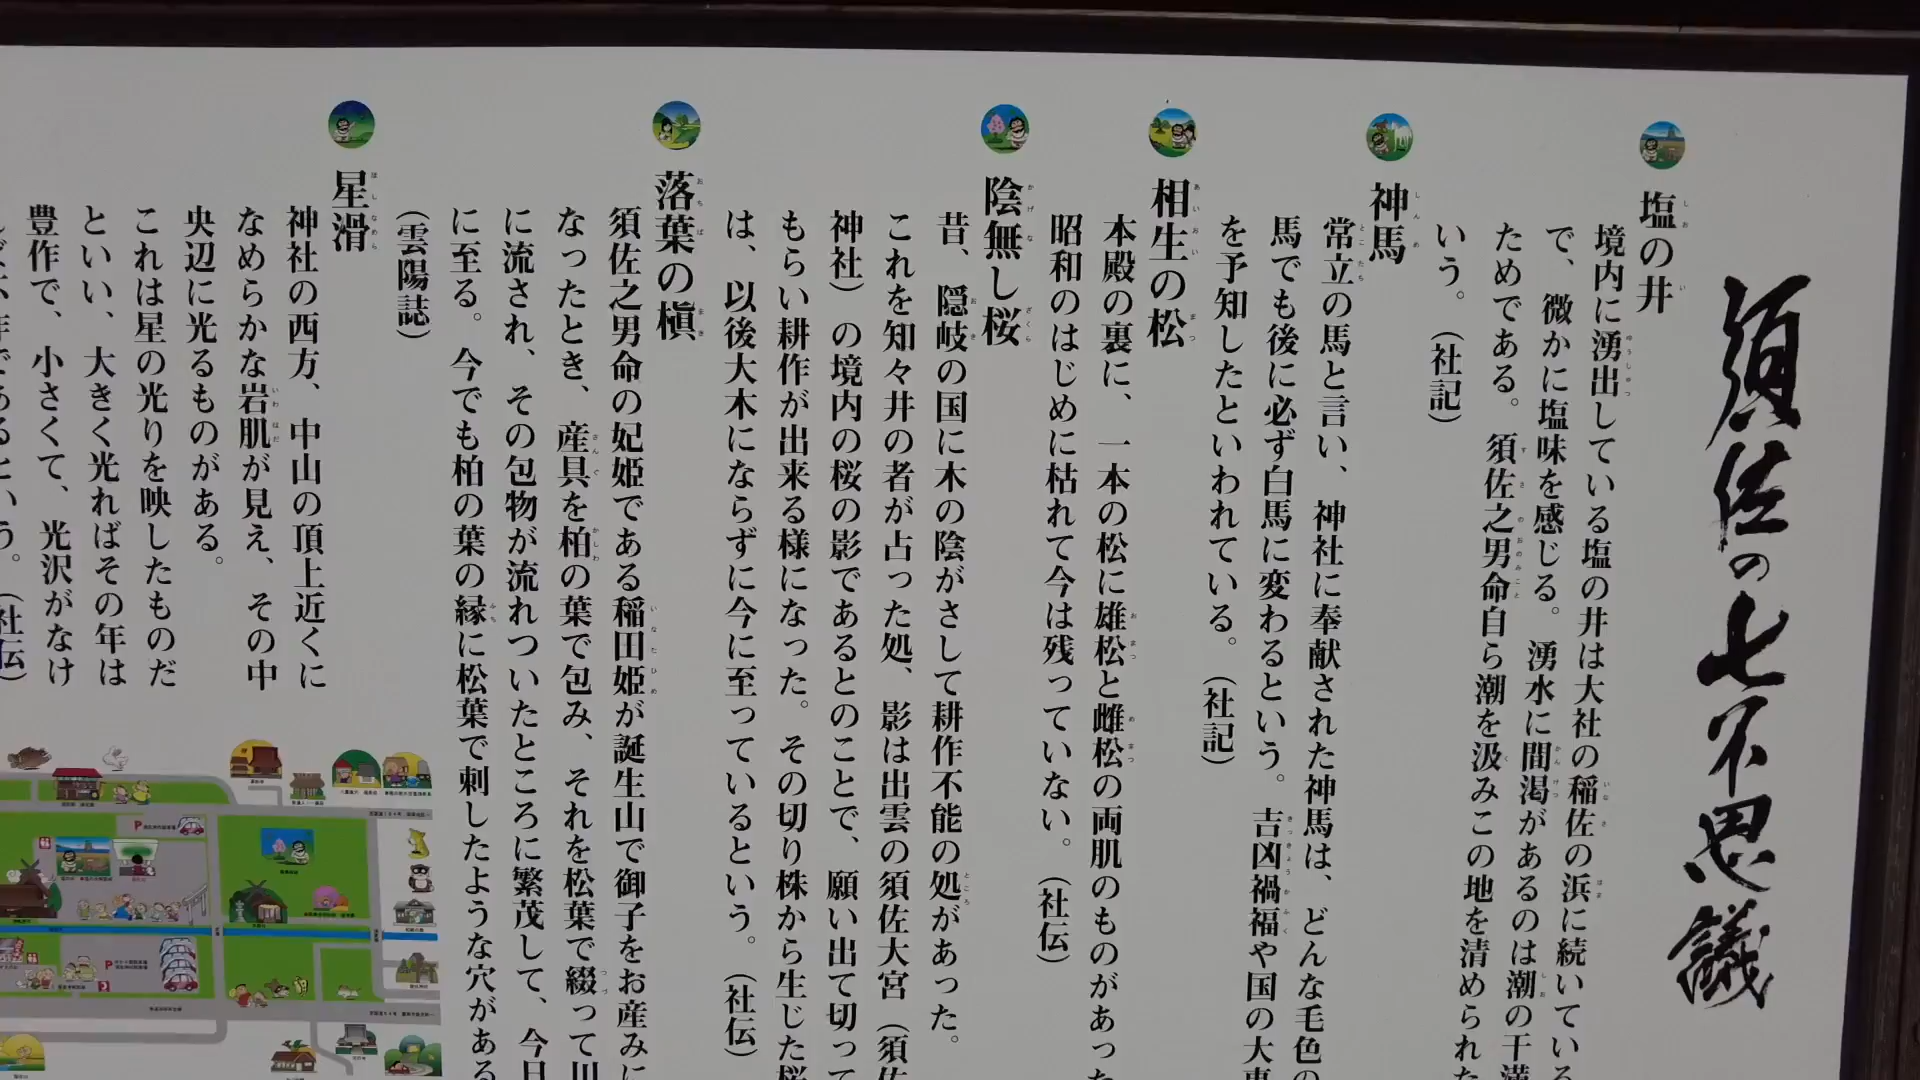 須佐の七不思議
塩の井
境内に湧出している塩の井は大社の稲佐の浜に続いている
で、微かに塩味を感じる。湧水に間渇があるのは潮の干満
ためである。須佐之男命自ら潮を汲みこの地を清められた
いう。（社記）
神馬
常立の馬と言い、神社に奉献された神馬は、どんな毛色の
馬でも後に必ず白馬に変わるという。吉凶禍福や国の大事
を予知したといわれている。（社記）
相生の松
本殿の裏に、一本の松に雄松と雌松の両肌のものがあった
昭和のはじめに枯れて今は残っていない。（社伝）
陰無し桜
昔、隠岐の国に木の陰がさして耕作不能の処があった。
これを知々井の者が占った処、影は出雲の須佐大宮（須佐
神社）の境内の桜の影であるとのことで、願い出て切って
もらい耕作が出来る様になった。その切り株から生じた桜
は、以後大木にならずに今に至っているという。（社伝）
落葉の槇
須佐之男命の妃姫である稲田姫が誕生山で御子をお産みに
なったとき、産具を柏の葉で包み、それを松葉で綴って川
に流され、その包物が流れついたところに繁茂して、今日
に至る。今でも柏の葉の縁に松葉で刺したような穴がある
（雲陽誌）
星滑
神社の西方、中山の頂上近くに
なめらかな岩肌が見え、その中
央辺に光るものがある。
これは星の光りを映したものだ
といい、大きく光ればその年は
豊作で、小さくて、光沢がなけ
年であるという。（社伝）